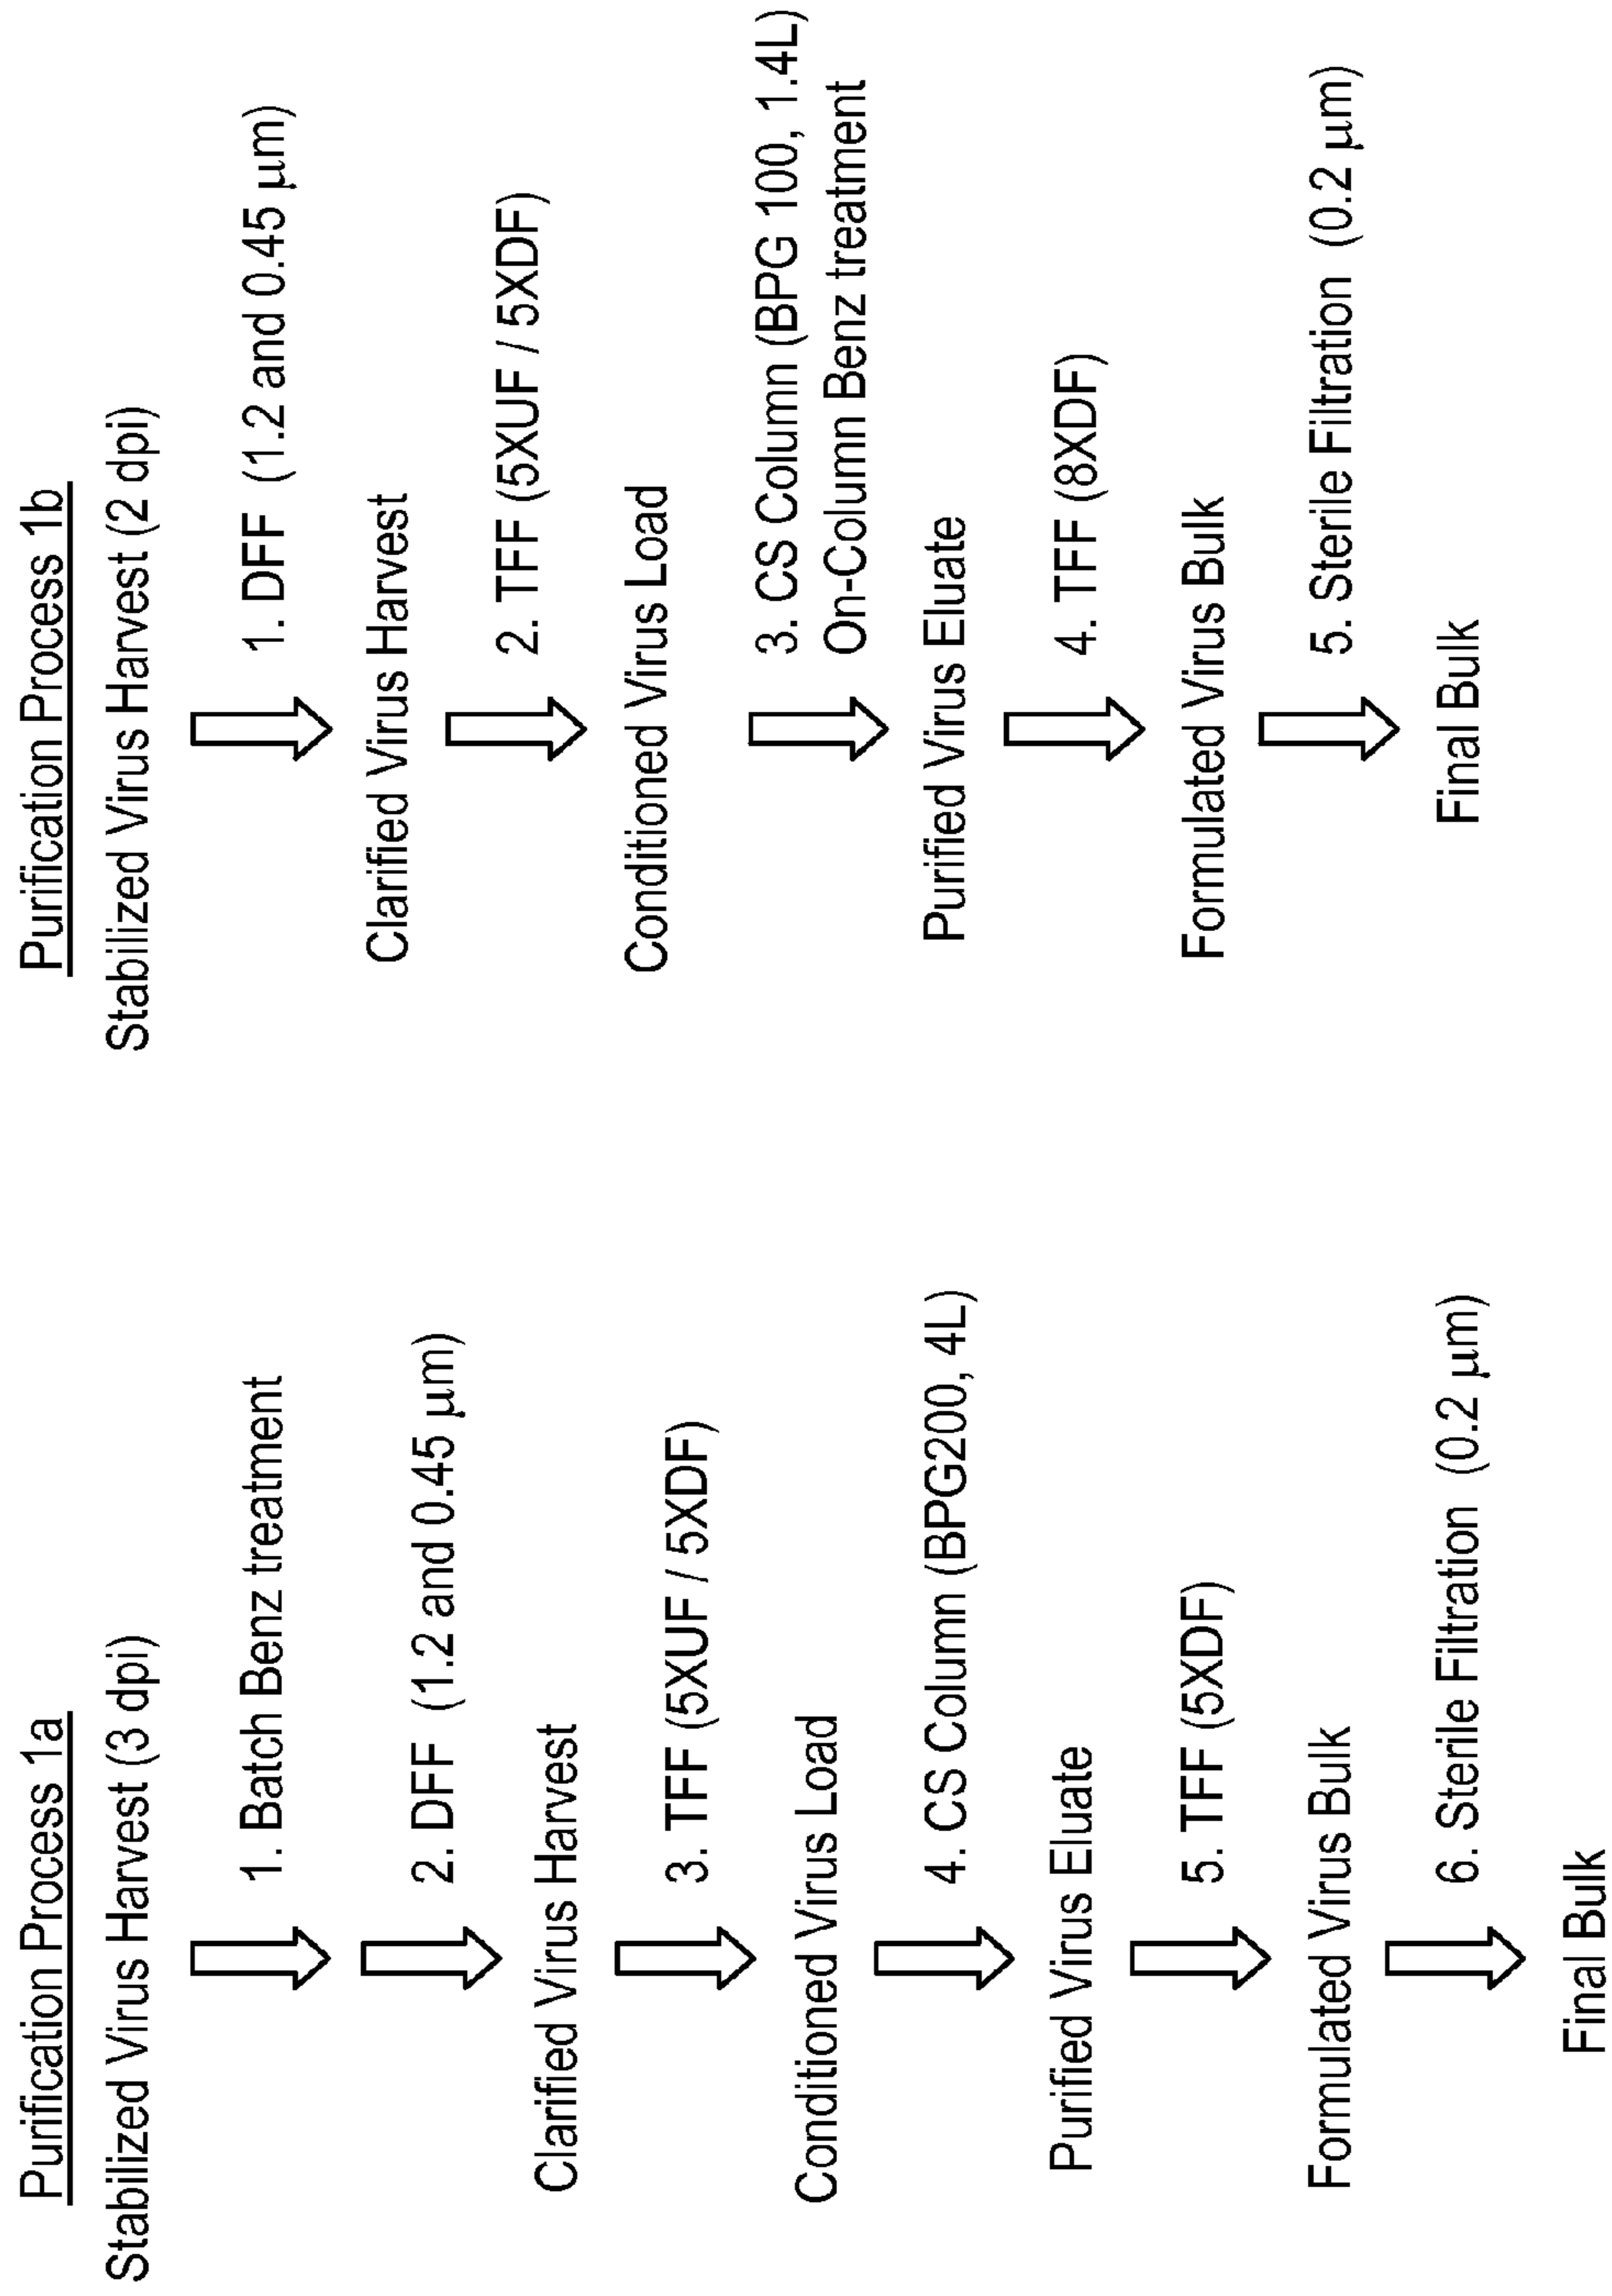 Purification Process 1a
Stabilized Virus Harvest (3 dpi)
1. Batch Benz treatment
2. DFF (1.2 and 0.45 μm)
Clarified Virus Harvest
3. TFF (5XUF / 5XDF)
Conditioned Virus Load
4. CS Column (BPG200, 4L)
Purified Virus Eluate
5. TFF (5XDF)
Formulated Virus Bulk
6. Sterile Filtration (0.2 μm)
Final Bulk
Purification Process 1b
Stabilized Virus Harvest (2 dpi)
1. DFF (1.2 and 0.45 μm)
Clarified Virus Harvest
2. TFF (5XUF / 5XDF)
Conditioned Virus Load
3. CS Column (BPG 100, 1.4L)
On-Column Benz treatment
Purified Virus Eluate
4. TFF (8XDF)
Formulated Virus Bulk
5. Sterile Filtration (0.2 μm)
Final Bulk